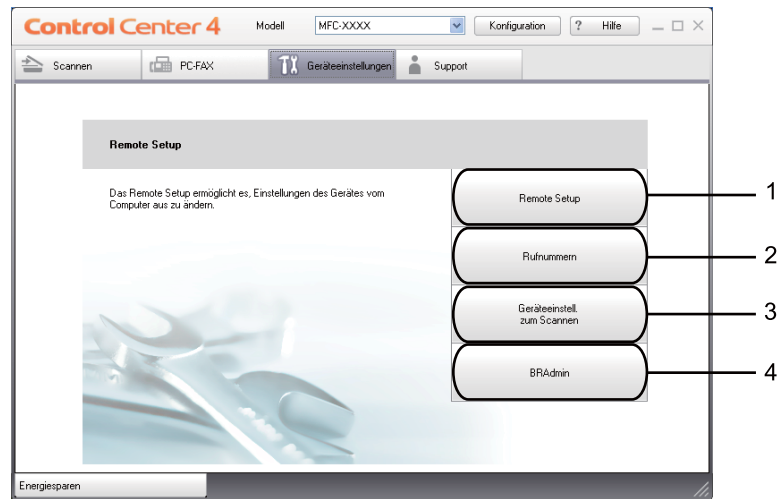 Control Center 4 Modell MFC-XXXX Konfiguration ? Hilfe
Scannen PC-FAX Geräteeinstellungen Support
Remote Setup
Das Remote Setup ermöglicht es, Einstellungen des Gerätes vom
Computer aus zu ändern.
Remote Setup 1
Rufnummern 2
Geräteeinstell.
zum Scannen 3
BRAdmin 4
Energiesparen